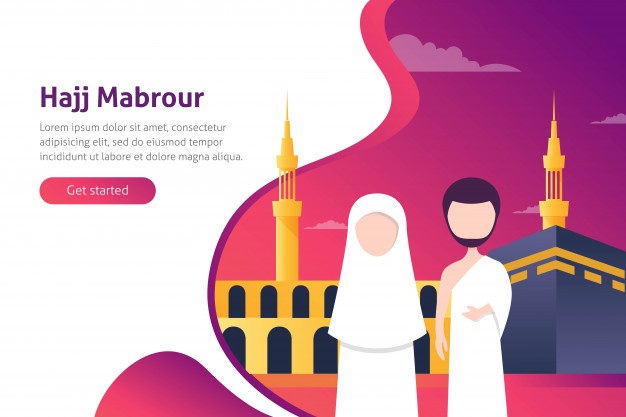 Hajj Mabrour
Lorem ipsum dolor sit amet, consectetur
adipisicing elit, sed do eiusmod tempor
incididunt ut labore et dolore magna aliqua.
Get started